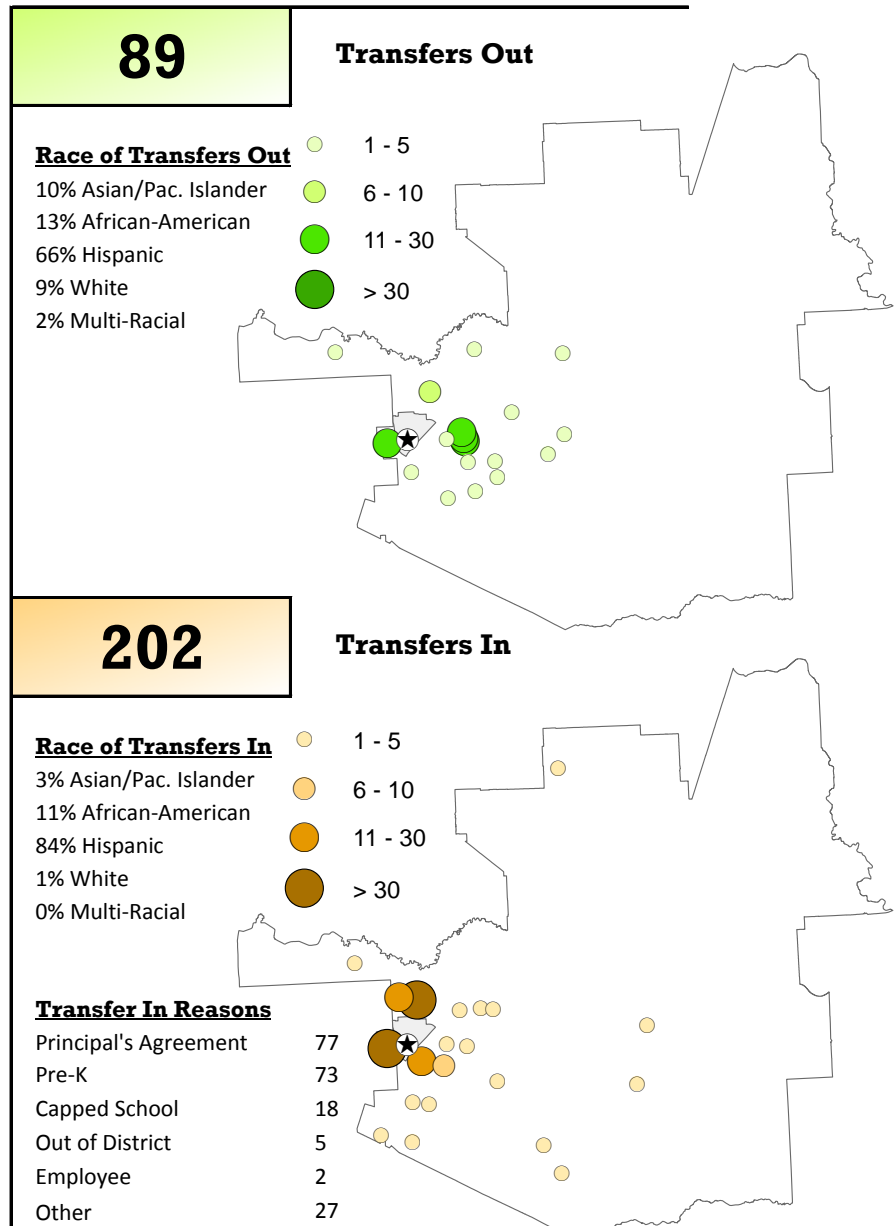 89
Transfers Out
Race of Transfers Out
10% Asian/Pac. Islander
13% African-American
66% Hispanic
9% White
2% Multi-Racial
1 - 5
6 - 10
11 - 30
> 30
202
Transfers In
Race of Transfers In
3% Asian/Pac. Islander
11% African-American
84% Hispanic
1% White
0% Multi-Racial
1 - 5
6 - 10
11 - 30
> 30
Transfer In Reasons
Principal's Agreement 77
Pre-K 73
Capped School 18
Out of District 5
Employee 2
Other 27